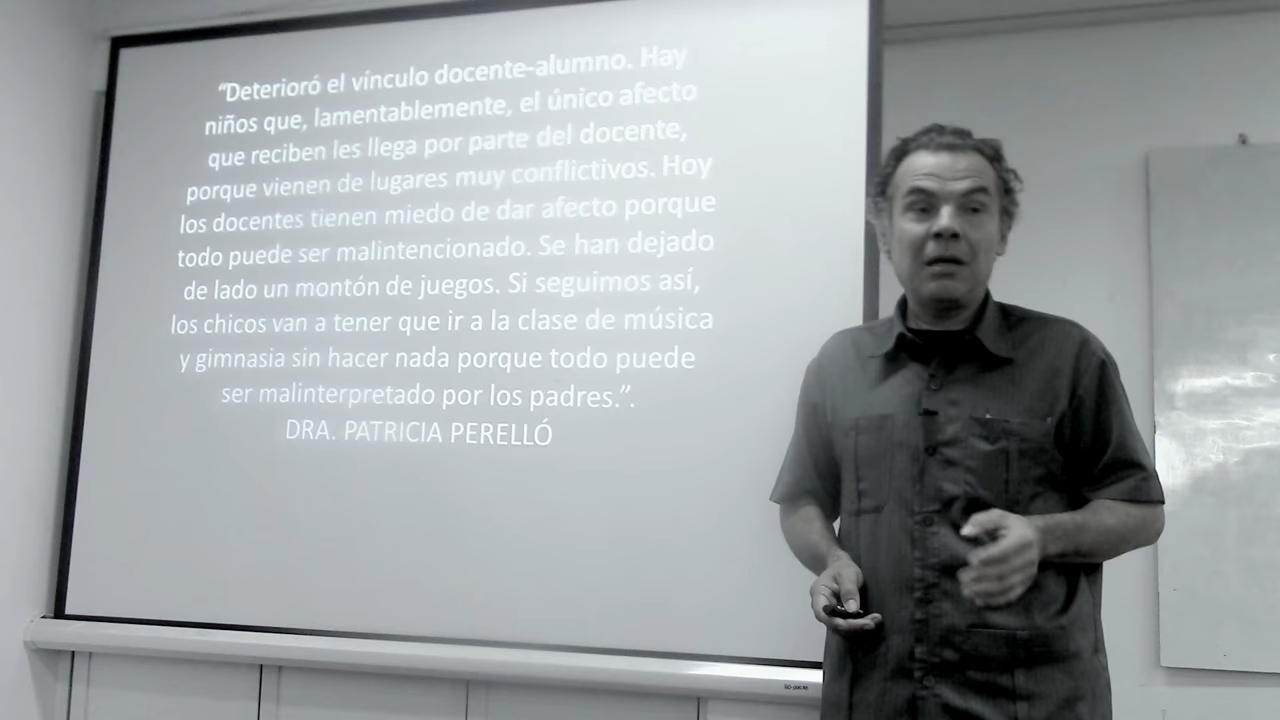 “Deterioró el vínculo docente-alumno. Hay
niños que, lamentablemente, el único afecto
que reciben les llega por parte del docente,
porque vienen de lugares muy conflictivos. Hoy
los docentes tienen miedo de dar afecto porque
todo puede ser malintencionado. Se han dejado
de lado un montón de juegos. Si seguimos así,
los chicos van a tener que ir a la clase de música
y gimnasia sin hacer nada porque todo puede
ser malinterpretado por los padres.”.
DRA. PATRICIA PERELLÓ